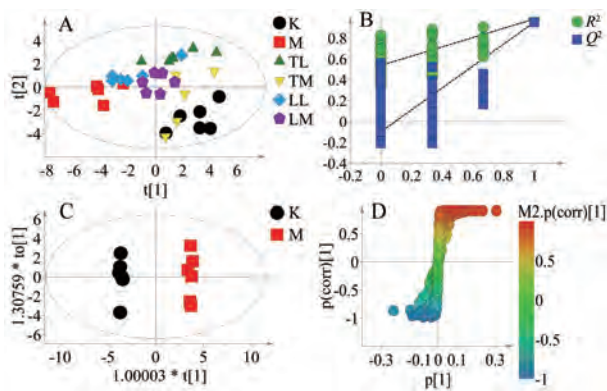 A
t[2]
4
2
0
-2
-4
-8 -6 -4 -2 0 2 4 6
t[1]
K
M
TL
TM
LL
LM
B
R²
Q²
1.2
1.0
0.8
0.6
0.4
0.2
0
-0.2
-0.4
-0.2 0 0.2 0.4 0.6 0.8 1
C
1.30759 * to[1]
6
4
2
0
-2
-4
-6
-10 -5 0 5 10
1.00003 * t[1]
K
M
D
M2.p(corr)[1]
p(corr)[1]
0.5
0
-0.5
-1
-0.3 -0.1 0 0.1 0.3
p[1]
0.5
0
-0.5
-1